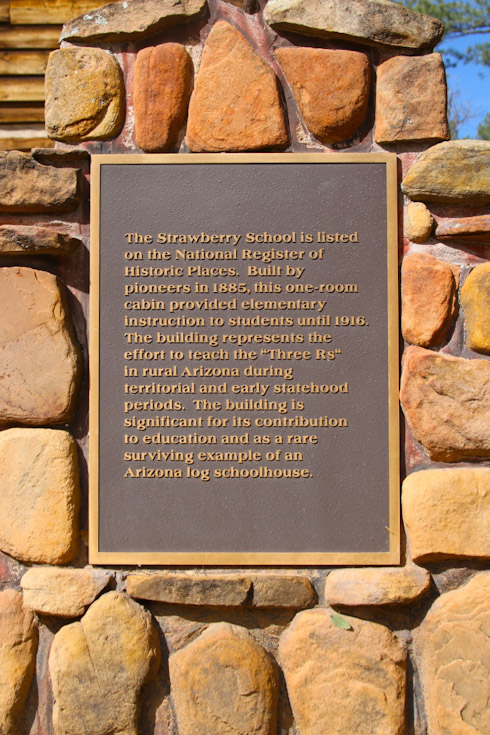 The Strawberry School is listed
on the National Register of
Historic Places. Built by
pioneers in 1885, this one-room
cabin provided elementary
instruction to students until 1916.
The building represents the
effort to teach the "Three Rs"
in rural Arizona during
territorial and early statehood
periods. The building is
significant for its contribution
to education and as a rare
surviving example of an
Arizona log schoolhouse.